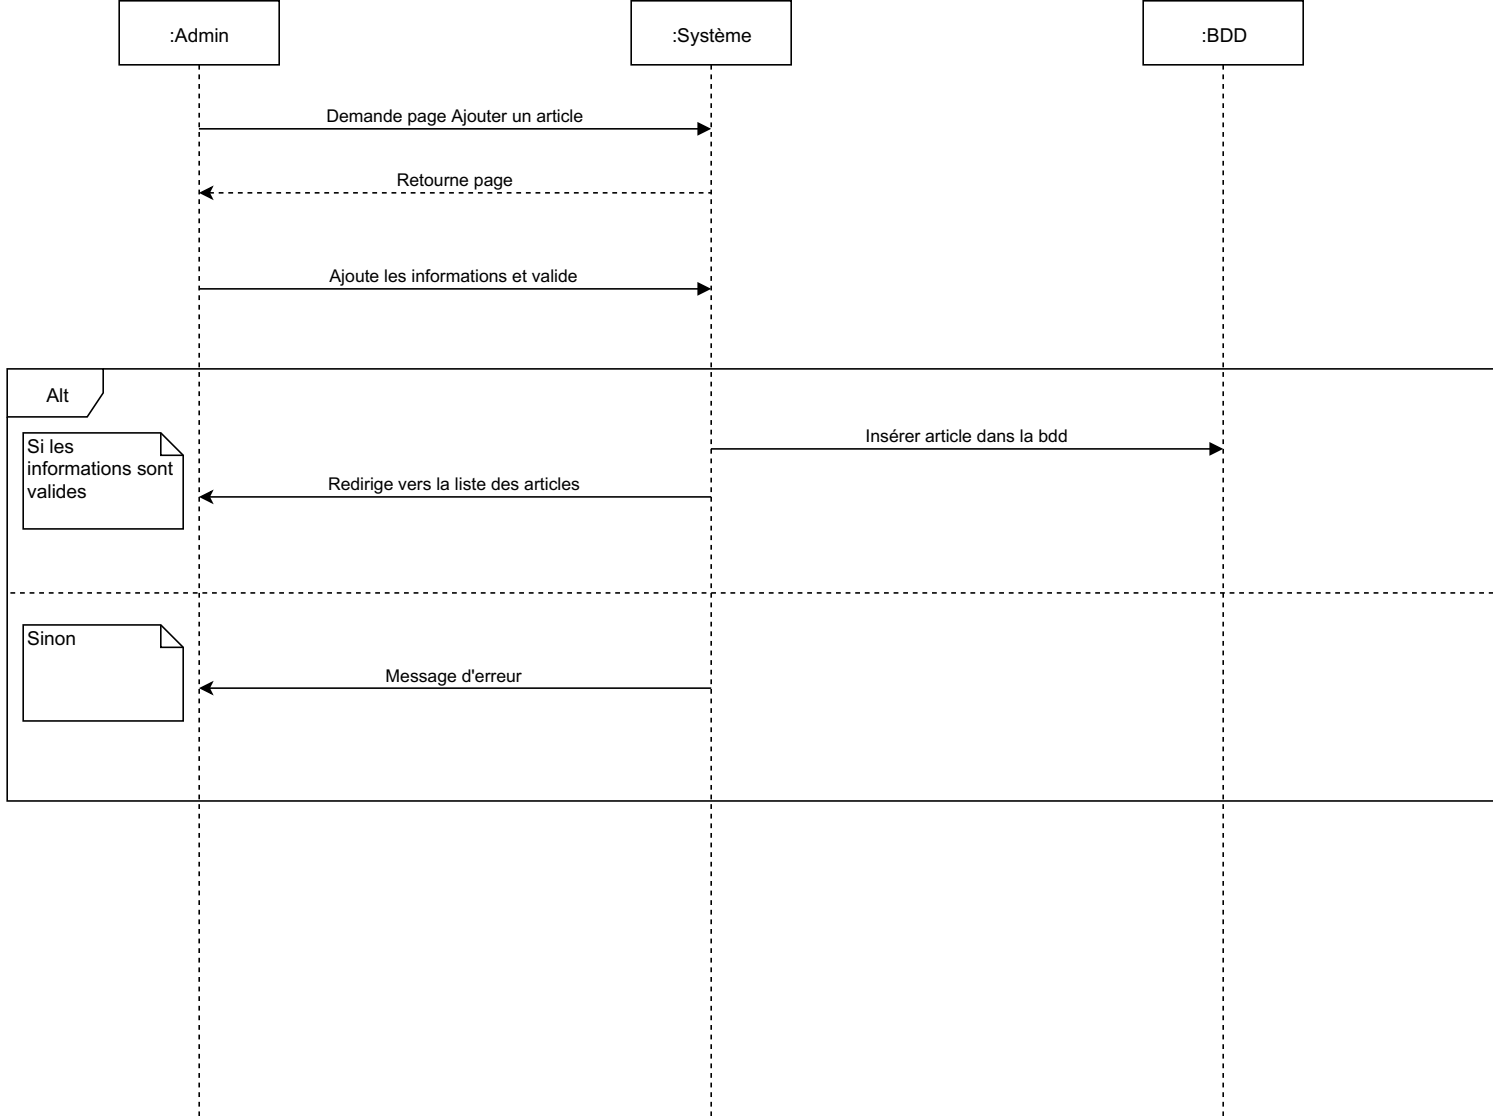 :Admin
:Système
:BDD
Demande page Ajouter un article
Retourne page
Ajoute les informations et valide
Alt
Si les
informations sont
valides
Insérer article dans la bdd
Redirige vers la liste des articles
Sinon
Message d'erreur